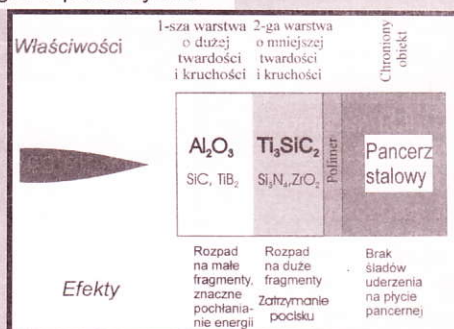 Właściwości
1-sza warstwa
o dużej
twardości
i kruchości
2-ga warstwa
o mniejszej
twardości
i kruchości
Chroniony
obiekt
Al₂O₃
SiC, TiB₂
Ti₃SiC₂
Si₃N₄,ZrO₂
Polimer
Pancerz
stalowy
Efekty
Rozpad
na małe
fragmenty,
znaczne
pochłania-
nie energii
Rozpad
na duże
fragmenty
Zatrzymanie
pocisku
Brak
śladów
uderzenia
na płycie
pancernej